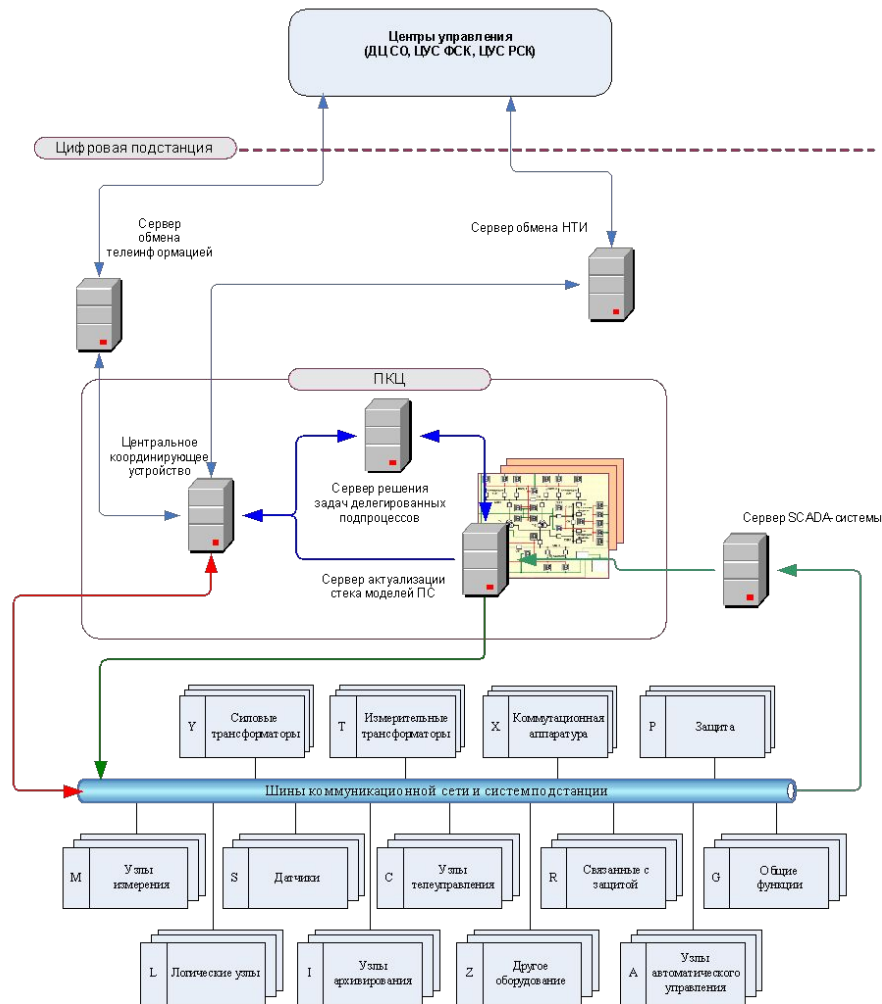 Центры управления
(ДЦ СО, ЦУС ФСК, ЦУС РСК)
Цифровая подстанция
Сервер
обмена
телеинформацией
Сервер обмена НТИ
ПКЦ
Центральное
координирующее
устройство
Сервер решения
задач делегированных
подпроцессов
Сервер SCADA-системы
Сервер актуализации
стека моделей ПС
Y
Силовые
трансформаторы
T
Измерительные
трансформаторы
X
Коммутационная
аппаратура
P
Защита
Шины коммуникационной сети и систем подстанции
M
Узлы
измерения
S
Датчики
C
Узлы
телеуправления
R
Связанные с
защитой
G
Общие
функции
L
Логические узлы
I
Узлы
архивирования
Z
Другое
оборудование
A
Узлы
автоматического
управления